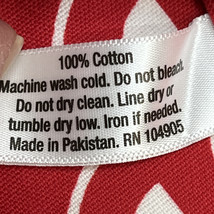 100% Cotton
Machine wash cold. Do not bleach.
Do not dry clean. Line dry or
tumble dry low. Iron if needed.
Made in Pakistan. RN 104905